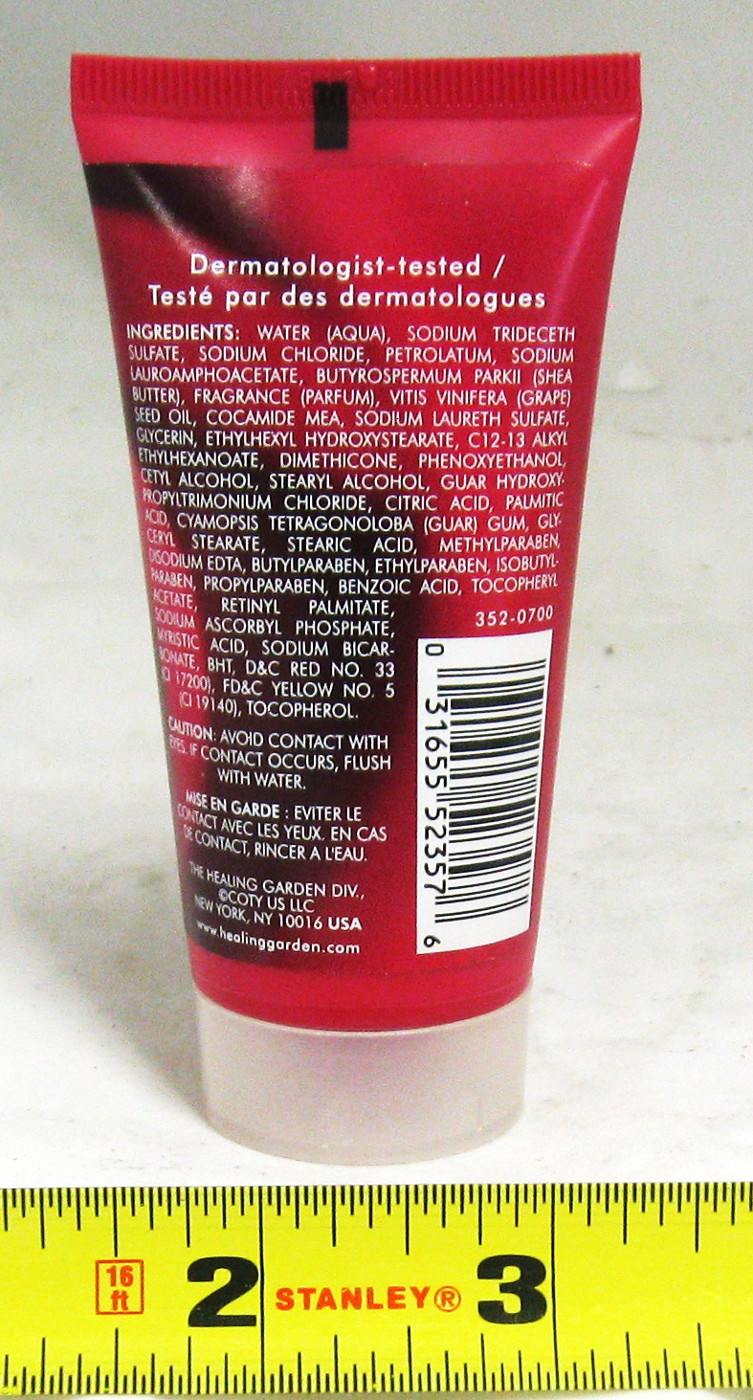 Dermatologist-tested /
Testé par des dermatologues
INGREDIENTS: WATER (AQUA), SODIUM TRIDECETH
SULFATE, SODIUM CHLORIDE, PETROLATUM, SODIUM
LAUROAMPHOACETATE, BUTYROSPERMUM PARKII (SHEA
BUTTER), FRAGRANCE (PARFUM), VITIS VINIFERA (GRAPE)
SEED OIL, COCAMIDE MEA, SODIUM LAURETH SULFATE,
GLYCERIN, ETHYLHEXYL HYDROXYSTEARATE, C12-13 ALKYL
ETHYLHEXANOATE, DIMETHICONE, PHENOXYETHANOL,
CETYL ALCOHOL, STEARYL ALCOHOL, GUAR HYDROXY-
PROPYLTRIMONIUM CHLORIDE, CITRIC ACID, PALMITIC
ACID, CYAMOPSIS TETRAGONOLOBA (GUAR) GUM, GLY-
CERYL STEARATE, STEARIC ACID, METHYLPARABEN,
DISODIUM EDTA, BUTYLPARABEN, ETHYLPARABEN, ISOBUTYL-
PARABEN, PROPYLPARABEN, BENZOIC ACID, TOCOPHERYL
ACETATE, RETINYL PALMITATE,
SODIUM ASCORBYL PHOSPHATE,
MYRISTIC ACID, SODIUM BICAR-
BONATE, BHT, D&C RED NO. 33
(CI 17200), FD&C YELLOW NO. 5
(CI 19140), TOCOPHEROL.
352-0700
0 31655 52357 6
CAUTION: AVOID CONTACT WITH
EYES. IF CONTACT OCCURS, FLUSH
WITH WATER.
MISE EN GARDE : EVITER LE
CONTACT AVEC LES YEUX. EN CAS
DE CONTACT, RINCER A L'EAU.
THE HEALING GARDEN DIV.,
©COTY US LLC
NEW YORK, NY 10016 USA
www.healinggarden.com
16 ft 2 STANLEY® 3